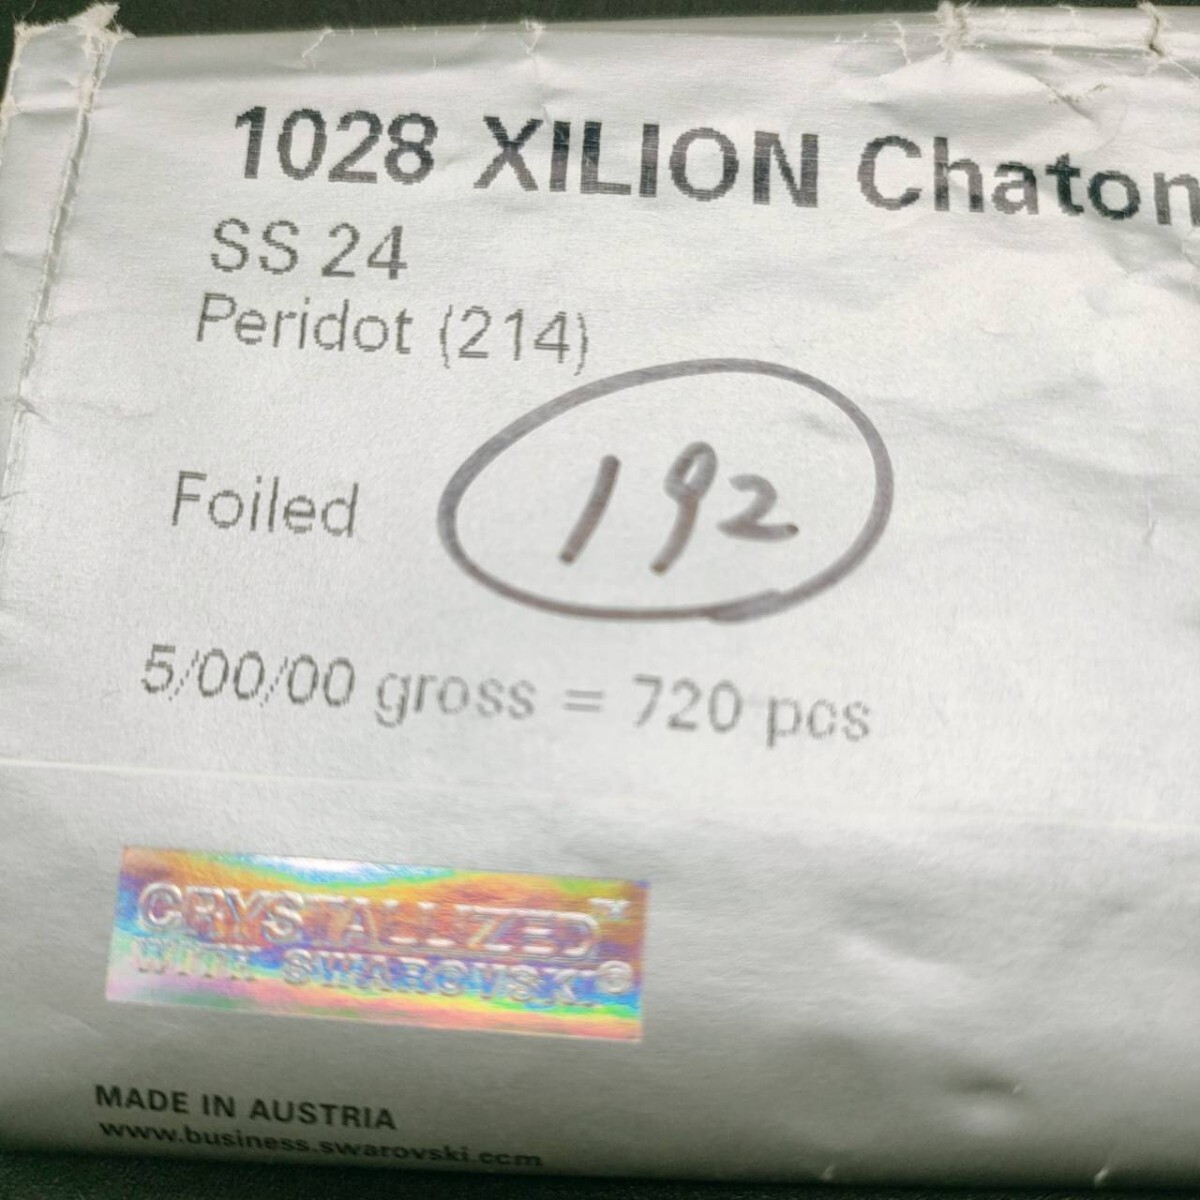 1028 XILION Chaton
SS 24
Peridot (214)
Foiled
192
5/00/00 gross = 720 pcs
CRYSTALLIZED™
WITH SWAROVSKI®
MADE IN AUSTRIA
www.business.swarovski.com